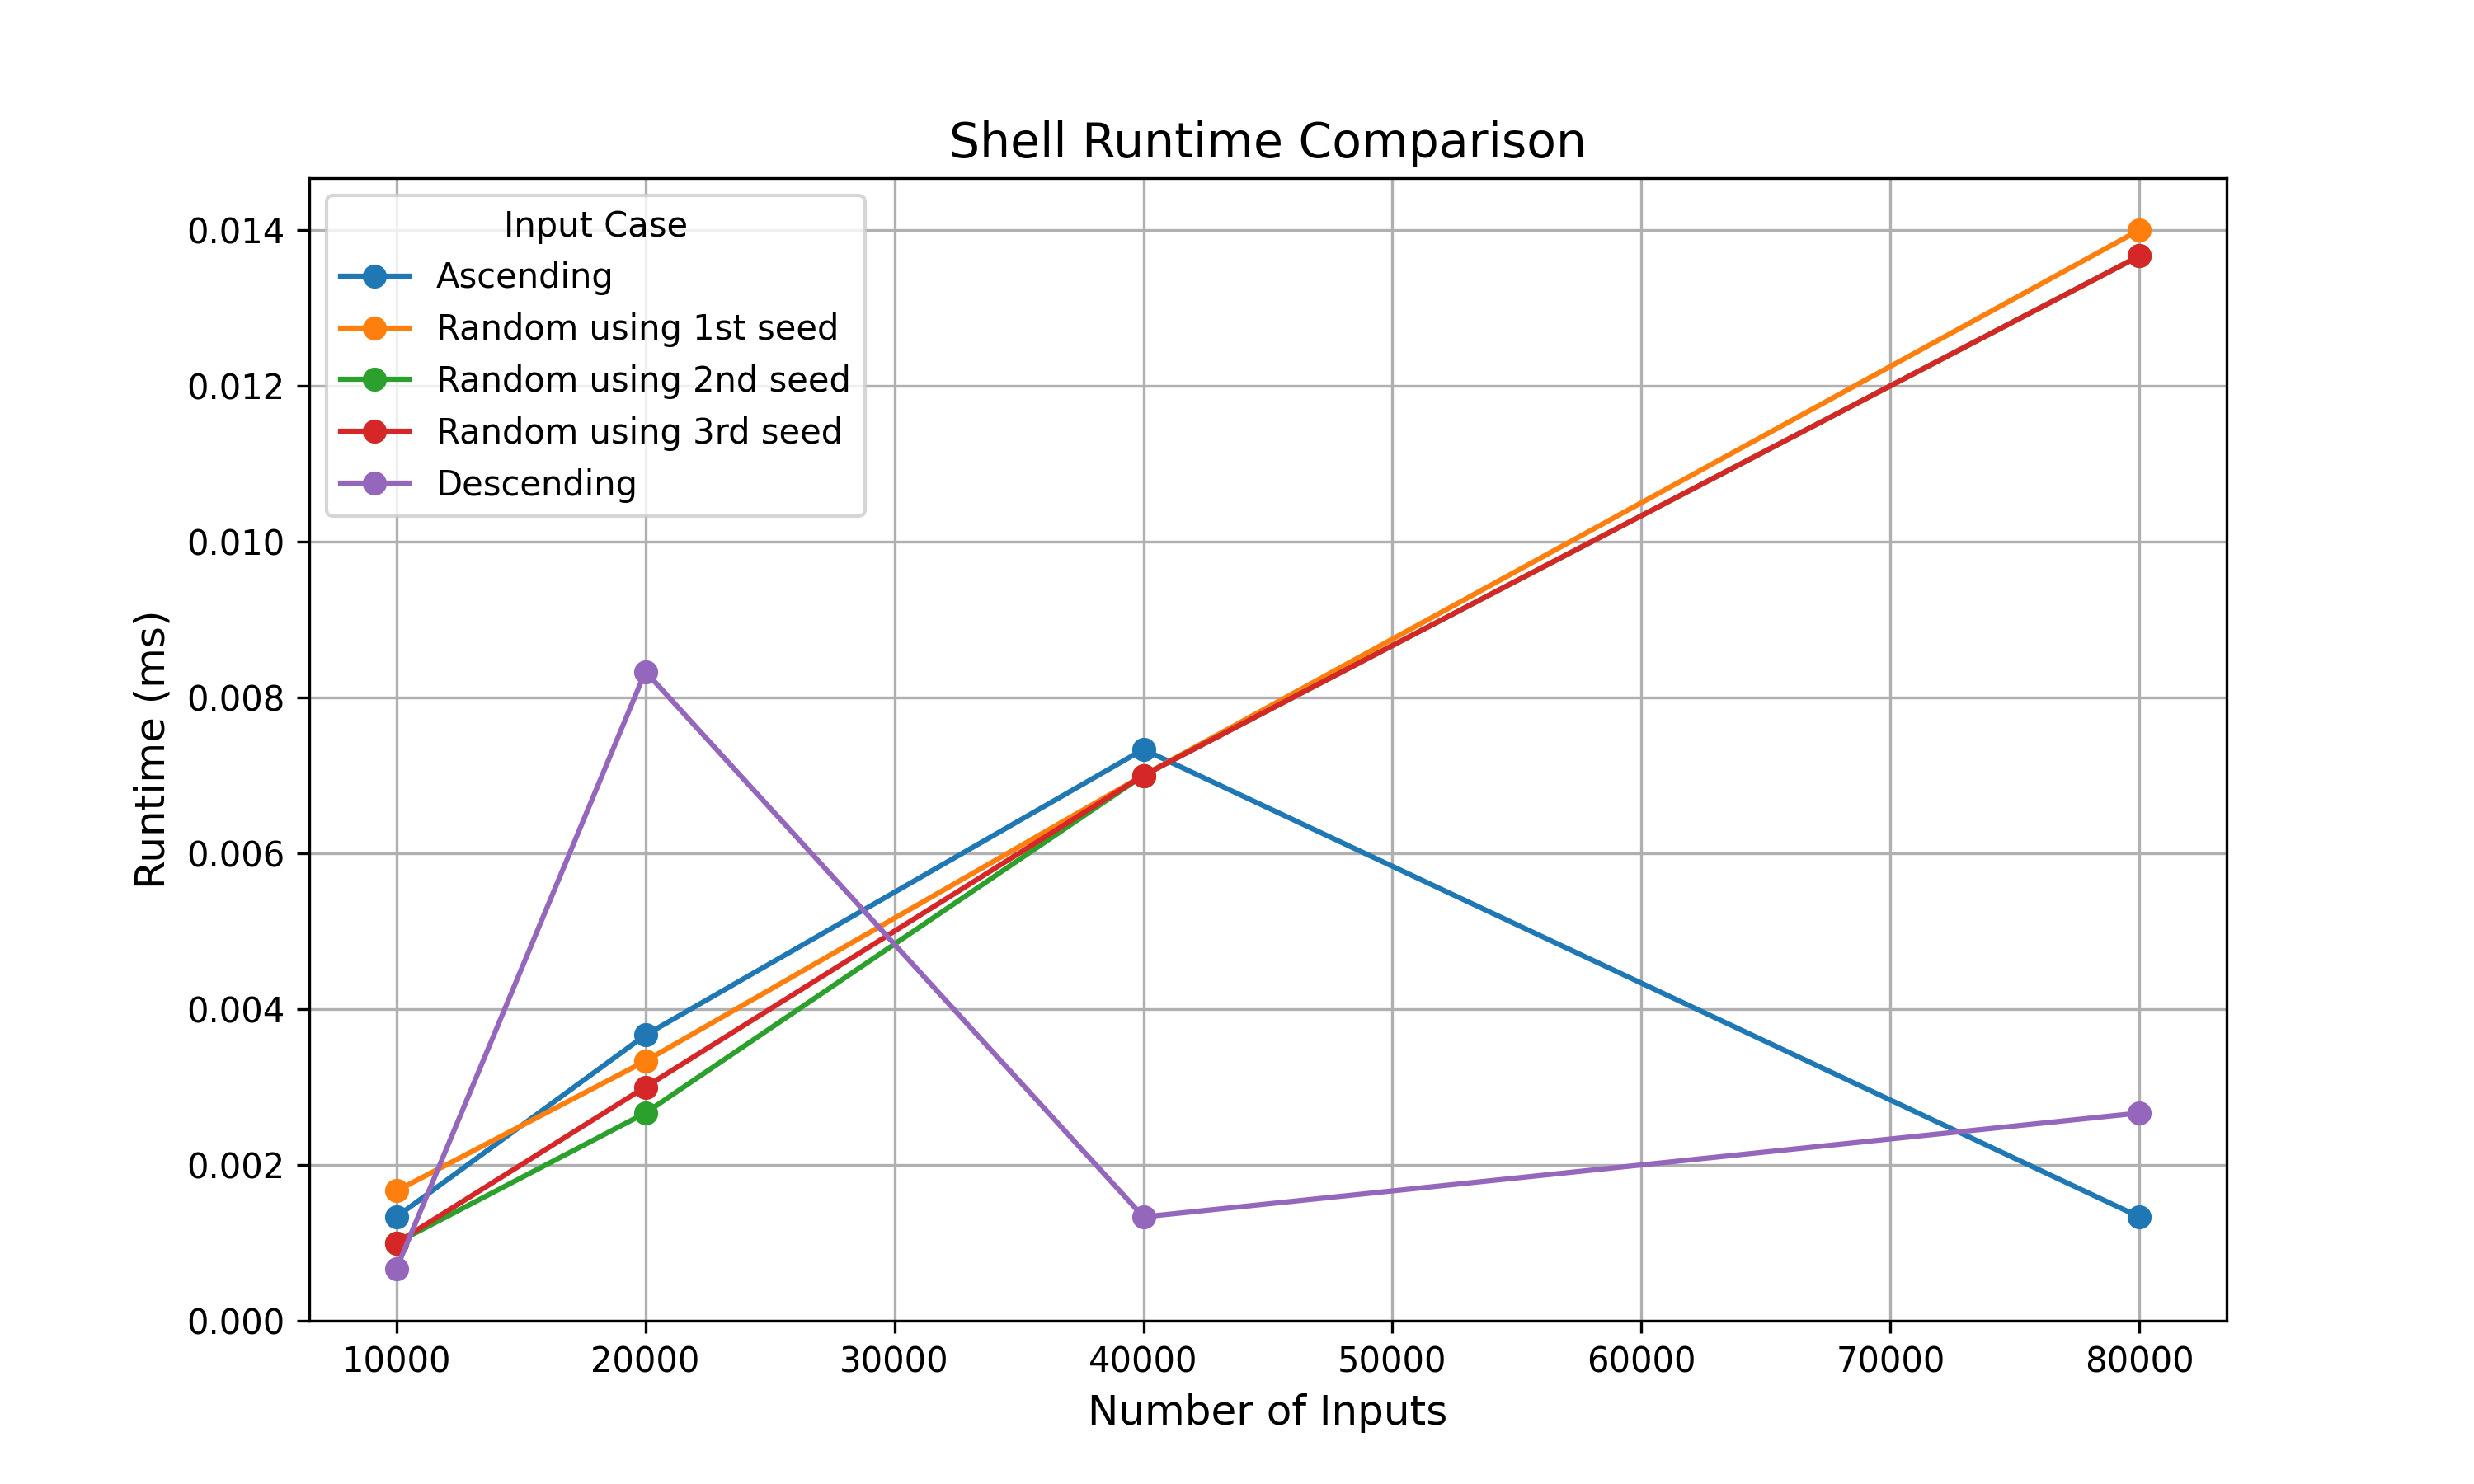 Shell Runtime Comparison
Input Case
Ascending
Random using 1st seed
Random using 2nd seed
Random using 3rd seed
Descending
Runtime (ms)
0.014
0.012
0.010
0.008
0.006
0.004
0.002
0.000
10000 20000 30000 40000 50000 60000 70000 80000
Number of Inputs